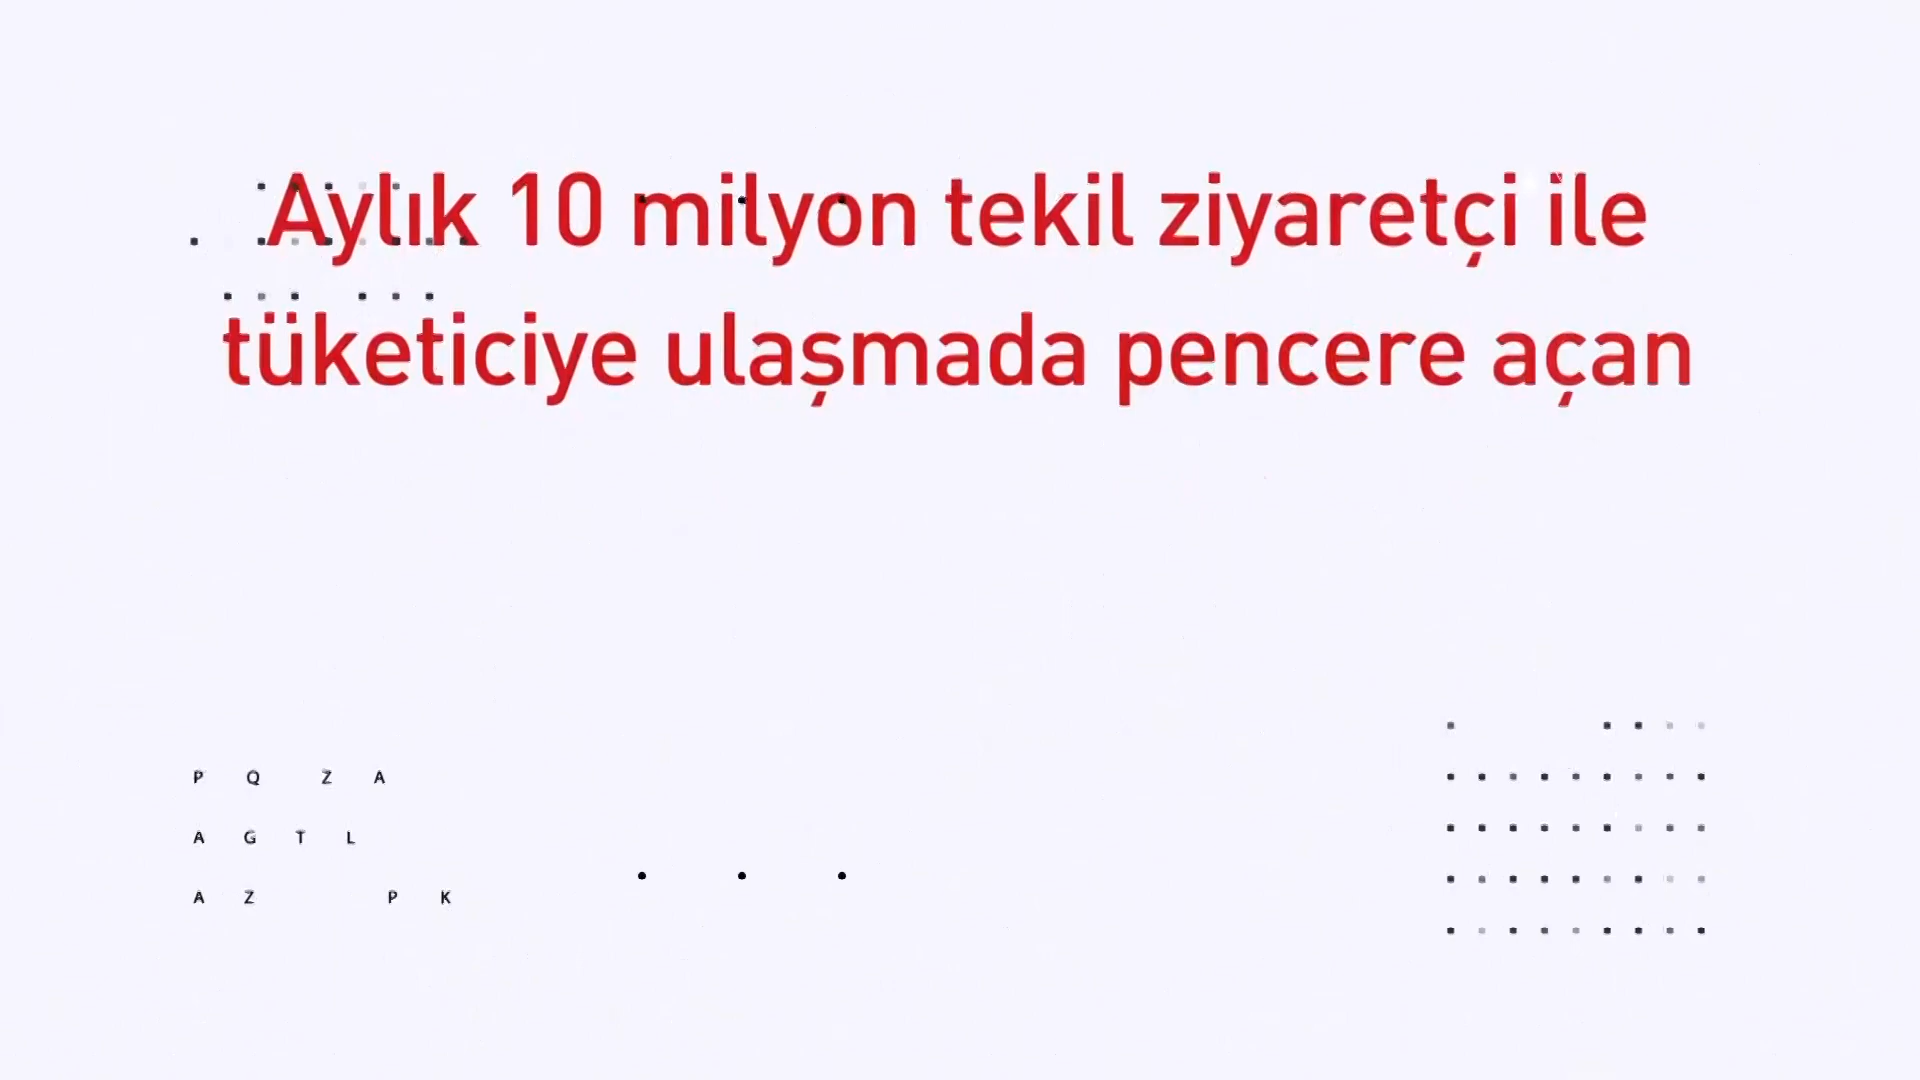 Aylık 10 milyon tekil ziyaretçi ile
tüketiciye ulaşmada pencere açan
P Q Z A
A G T L
A Z P K